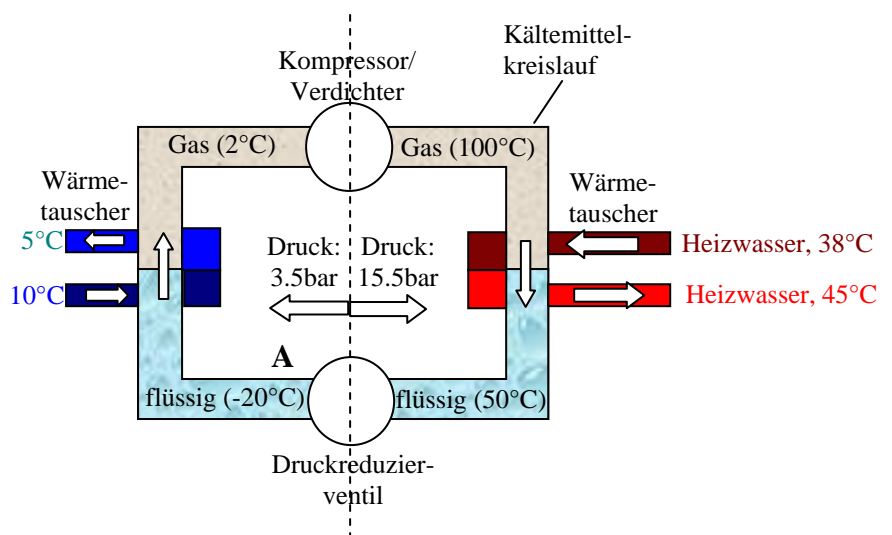 Kompressor/
Verdichter
Kältemittel-
kreislauf
Gas (2°C)
Gas (100°C)
Wärme-
tauscher
Wärme-
tauscher
5°C
10°C
Druck:
3.5bar
Druck:
15.5bar
Heizwasser, 38°C
Heizwasser, 45°C
A
flüssig (-20°C)
flüssig (50°C)
Druckreduzier-
ventil